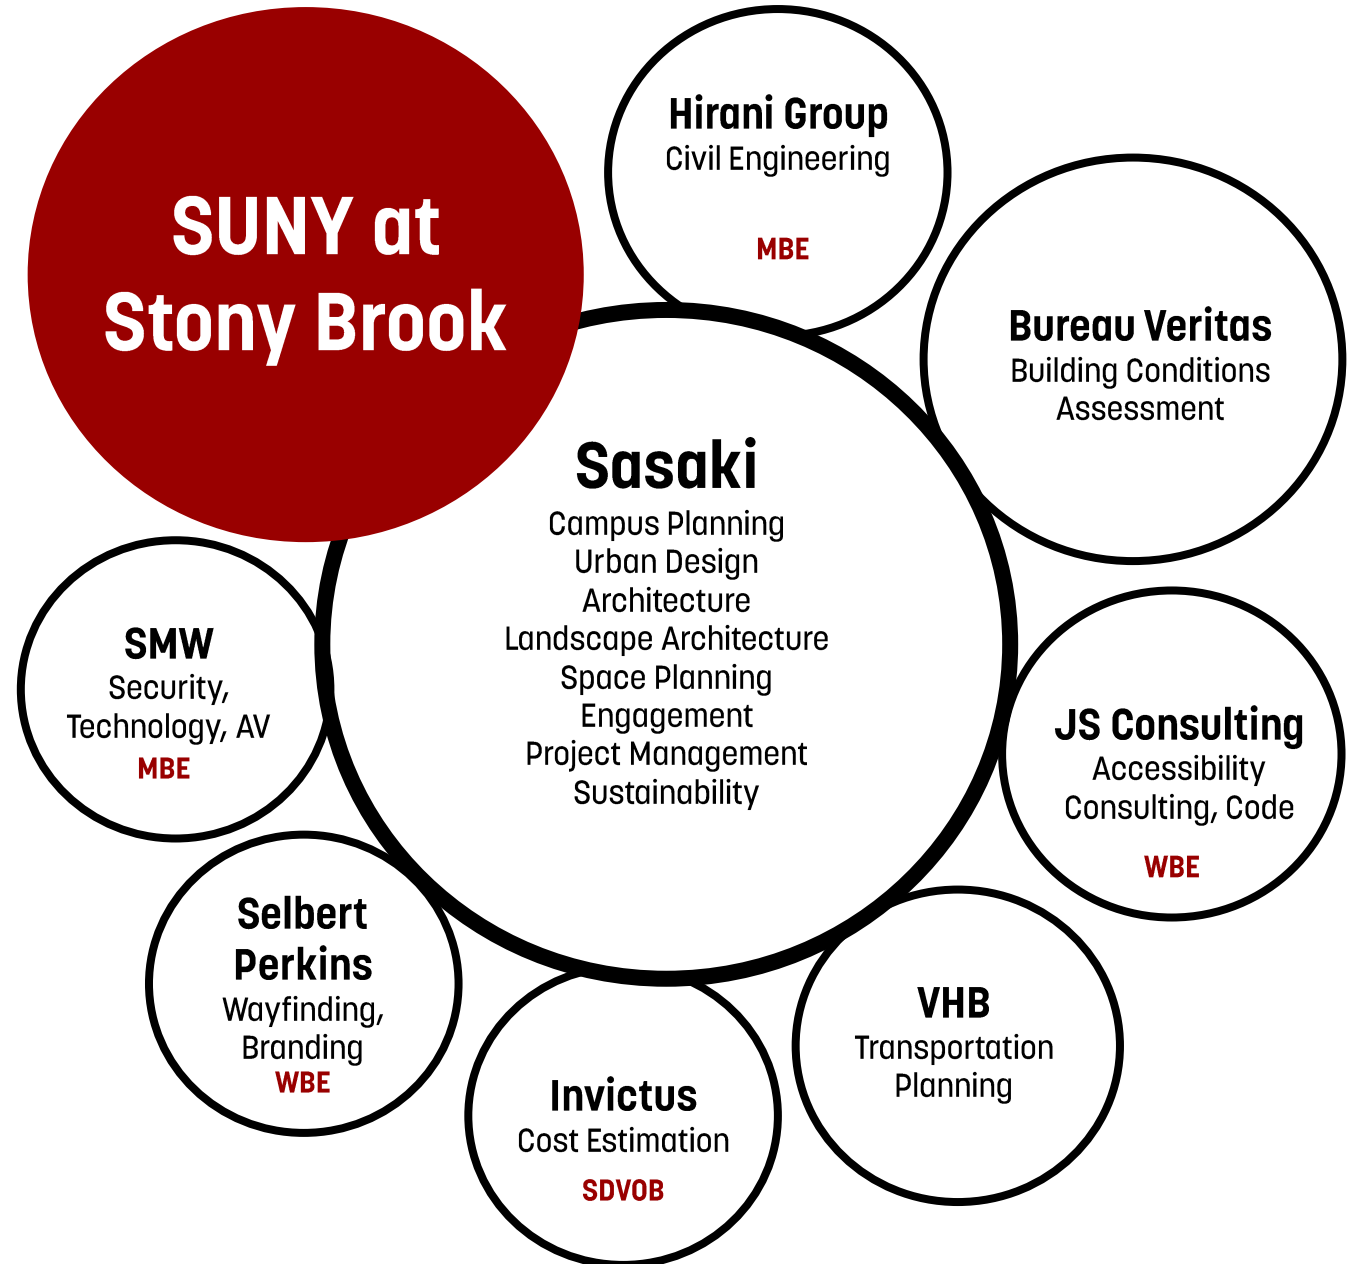 SUNY at
Stony Brook
Hirani Group
Civil Engineering
MBE
Bureau Veritas
Building Conditions
Assessment
Sasaki
Campus Planning
Urban Design
Architecture
Landscape Architecture
Space Planning
Engagement
Project Management
Sustainability
SMW
Security,
Technology, AV
MBE
JS Consulting
Accessibility
Consulting, Code
WBE
Selbert
Perkins
Wayfinding,
Branding
WBE
Invictus
Cost Estimation
SDVOB
VHB
Transportation
Planning